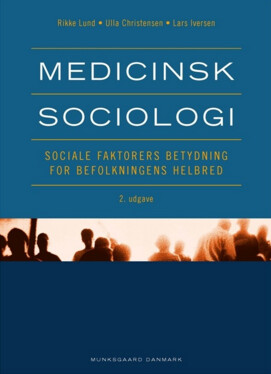 Rikke Lund • Ulla Christensen • Lars Iversen
MEDICINSK
SOCIOLOGI
SOCIALE FAKTORERS BETYDNING
FOR BEFOLKNINGENS HELBRED
2. udgave
MUNKSGAARD DANMARK